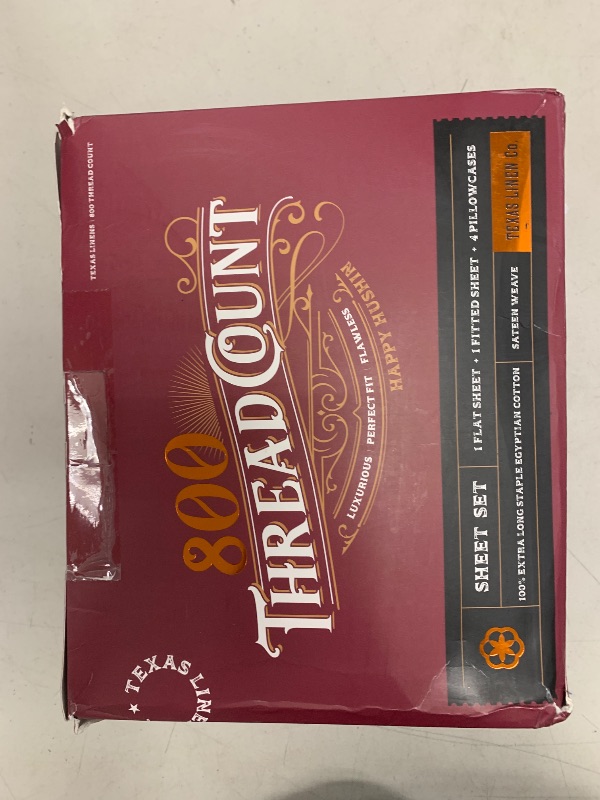 TEXAS LINENS | 800 THREAD COUNT
TEXAS LINE
800
THREAD COUNT
LUXURIOUS | PERFECT FIT | FLAWLESS
HAPPY HUSHIN
SHEET SET
1 FLAT SHEET + 1 FITTED SHEET + 4 PILLOWCASES
100% EXTRA LONG STAPLE EGYPTIAN COTTON
SATEEN WEAVE
TEXAS LINEN Co.